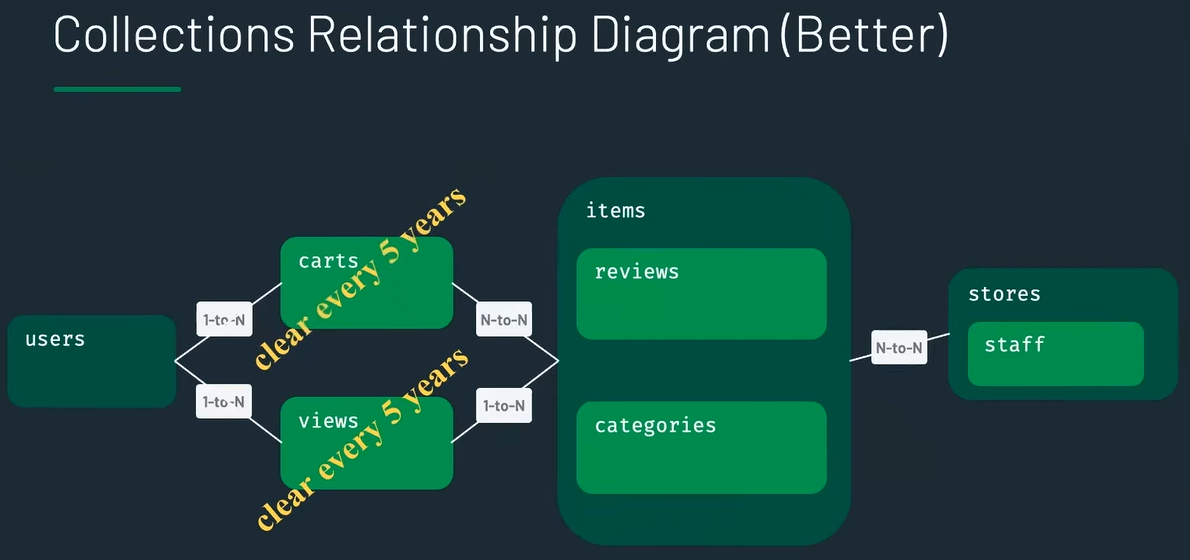 Collections Relationship Diagram (Better)
users
1-to-N
1-to-N
carts
clear every 5 years
views
clear every 5 years
N-to-N
1-to-N
items
reviews
categories
N-to-N
stores
staff